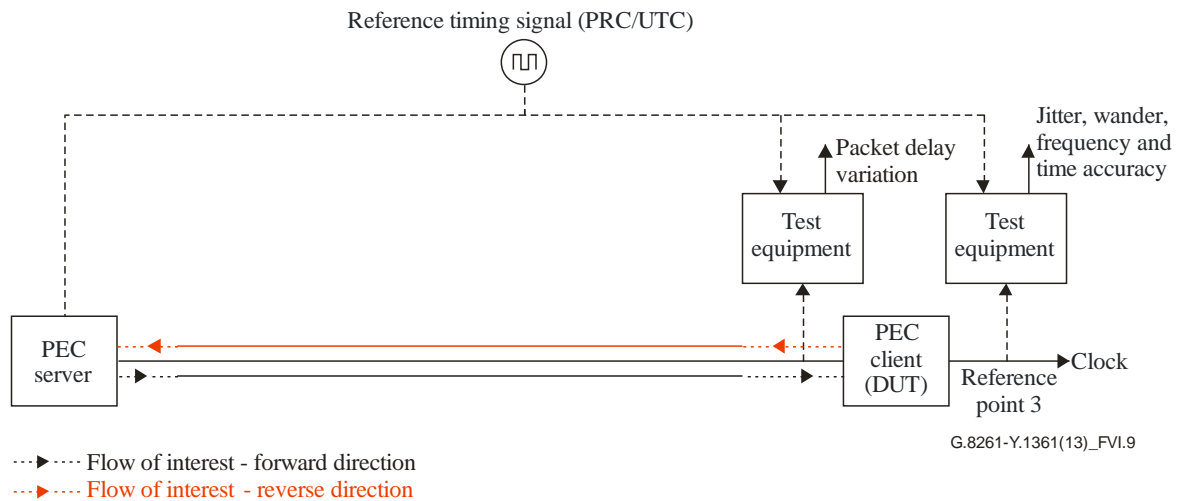 Reference timing signal (PRC/UTC)
Jitter, wander,
frequency and
time accuracy
Packet delay
variation
Test
equipment
Test
equipment
PEC
server
PEC
client
(DUT)
Clock
Reference
point 3
G.8261-Y.1361(13)_FVI.9
Flow of interest - forward direction
Flow of interest - reverse direction